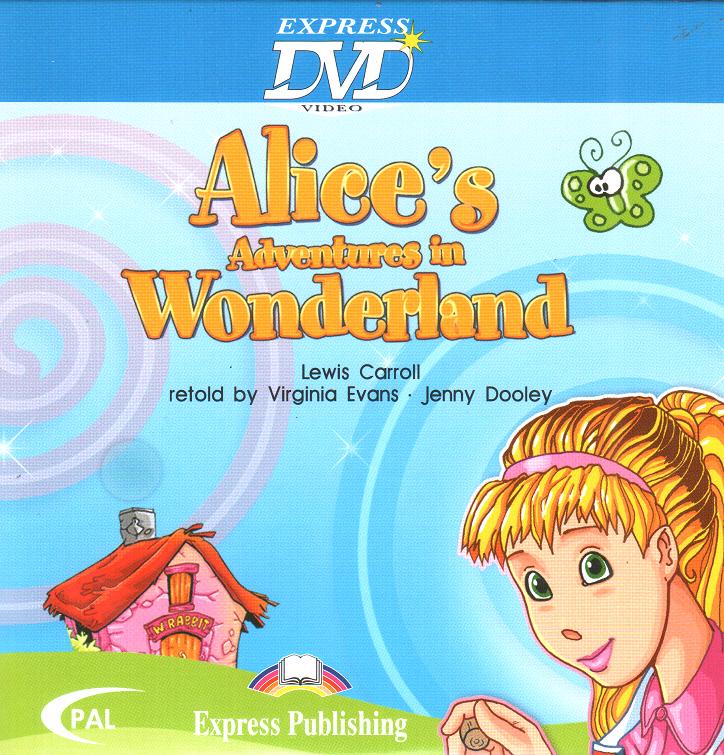 EXPRESS
DVD
VIDEO
Alice's
Adventures in
Wonderland
Lewis Carroll
retold by Virginia Evans · Jenny Dooley
W.RABBIT
PAL
Express Publishing